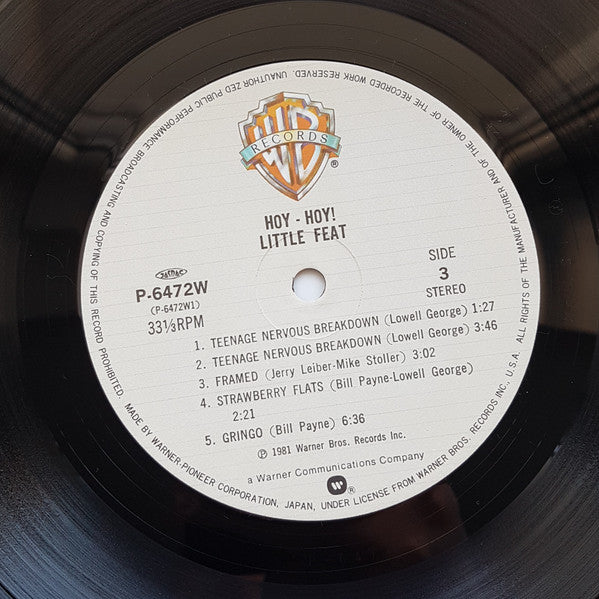 WB
RECORDS
®
HOY - HOY!
LITTLE FEAT
JASRAC
P-6472W
(P-6472W1)
33⅓RPM
SIDE
3
STEREO
1. TEENAGE NERVOUS BREAKDOWN (Lowell George) 1:27
2. TEENAGE NERVOUS BREAKDOWN (Lowell George) 3:46
3. FRAMED (Jerry Leiber-Mike Stoller) 3:02
4. STRAWBERRY FLATS (Bill Payne-Lowell George)
2:21
5. GRINGO (Bill Payne) 6:36
℗ 1981 Warner Bros. Records Inc.
a Warner Communications Company
®
MADE BY WARNER-PIONEER CORPORATION, JAPAN, UNDER LICENSE FROM WARNER BROS. RECORDS INC., U.S.A. ALL RIGHTS OF THE MANUFACTURER AND OF THE OWNER OF THE RECORDED WORK RESERVED. UNAUTHORIZED PUBLIC PERFORMANCE BROADCASTING AND COPYING OF THIS RECORD PROHIBITED.